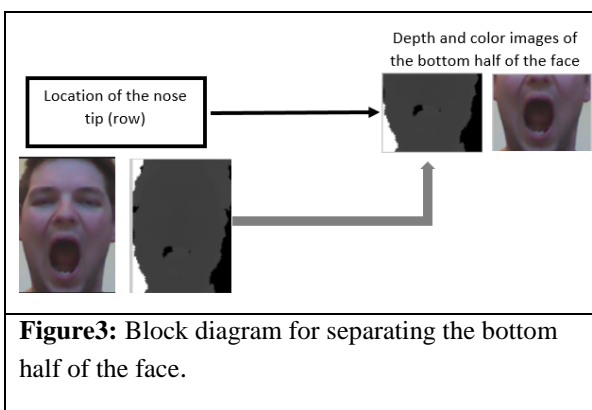 Depth and color images of
the bottom half of the face
Location of the nose
tip (row)
Figure3: Block diagram for separating the bottom
half of the face.